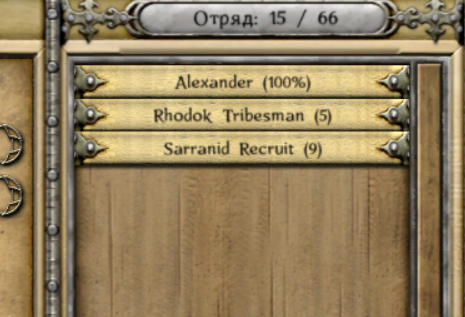 Отряд: 15 / 66
Alexander (100%)
Rhodok Tribesman (5)
Sarranid Recruit (9)